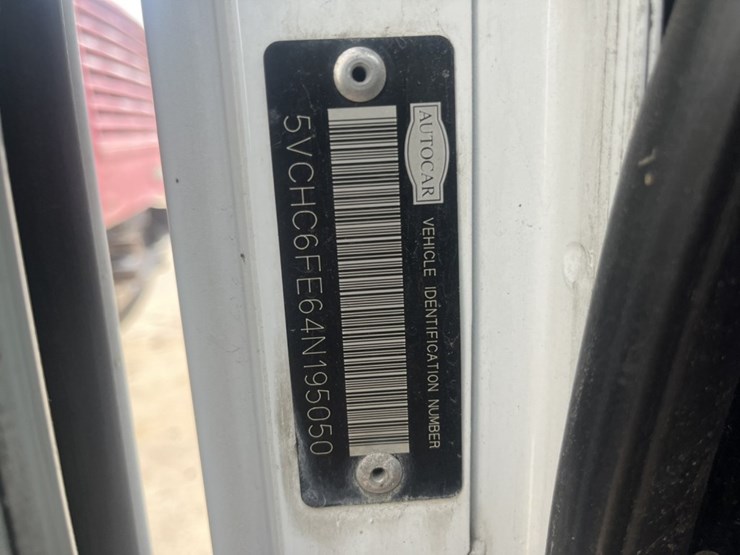 AUTOCAR
VEHICLE IDENTIFICATION NUMBER
5VCHC6FE64N195050